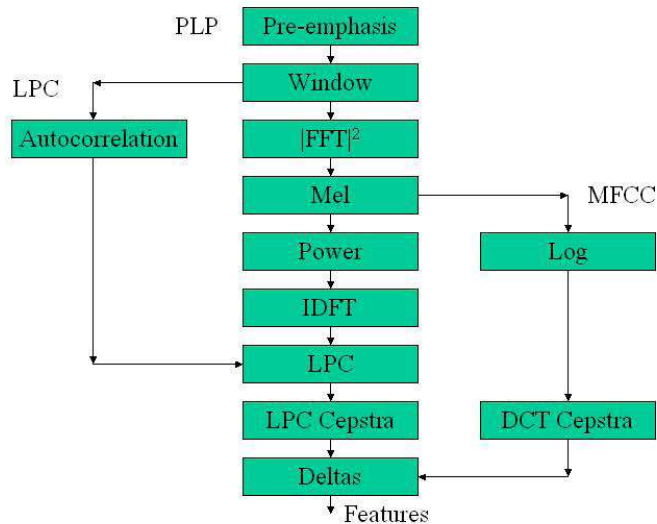 PLP
Pre-emphasis
LPC
Window
Autocorrelation
|FFT|²
Mel
MFCC
Power
Log
IDFT
LPC
LPC Cepstra
DCT Cepstra
Deltas
Features